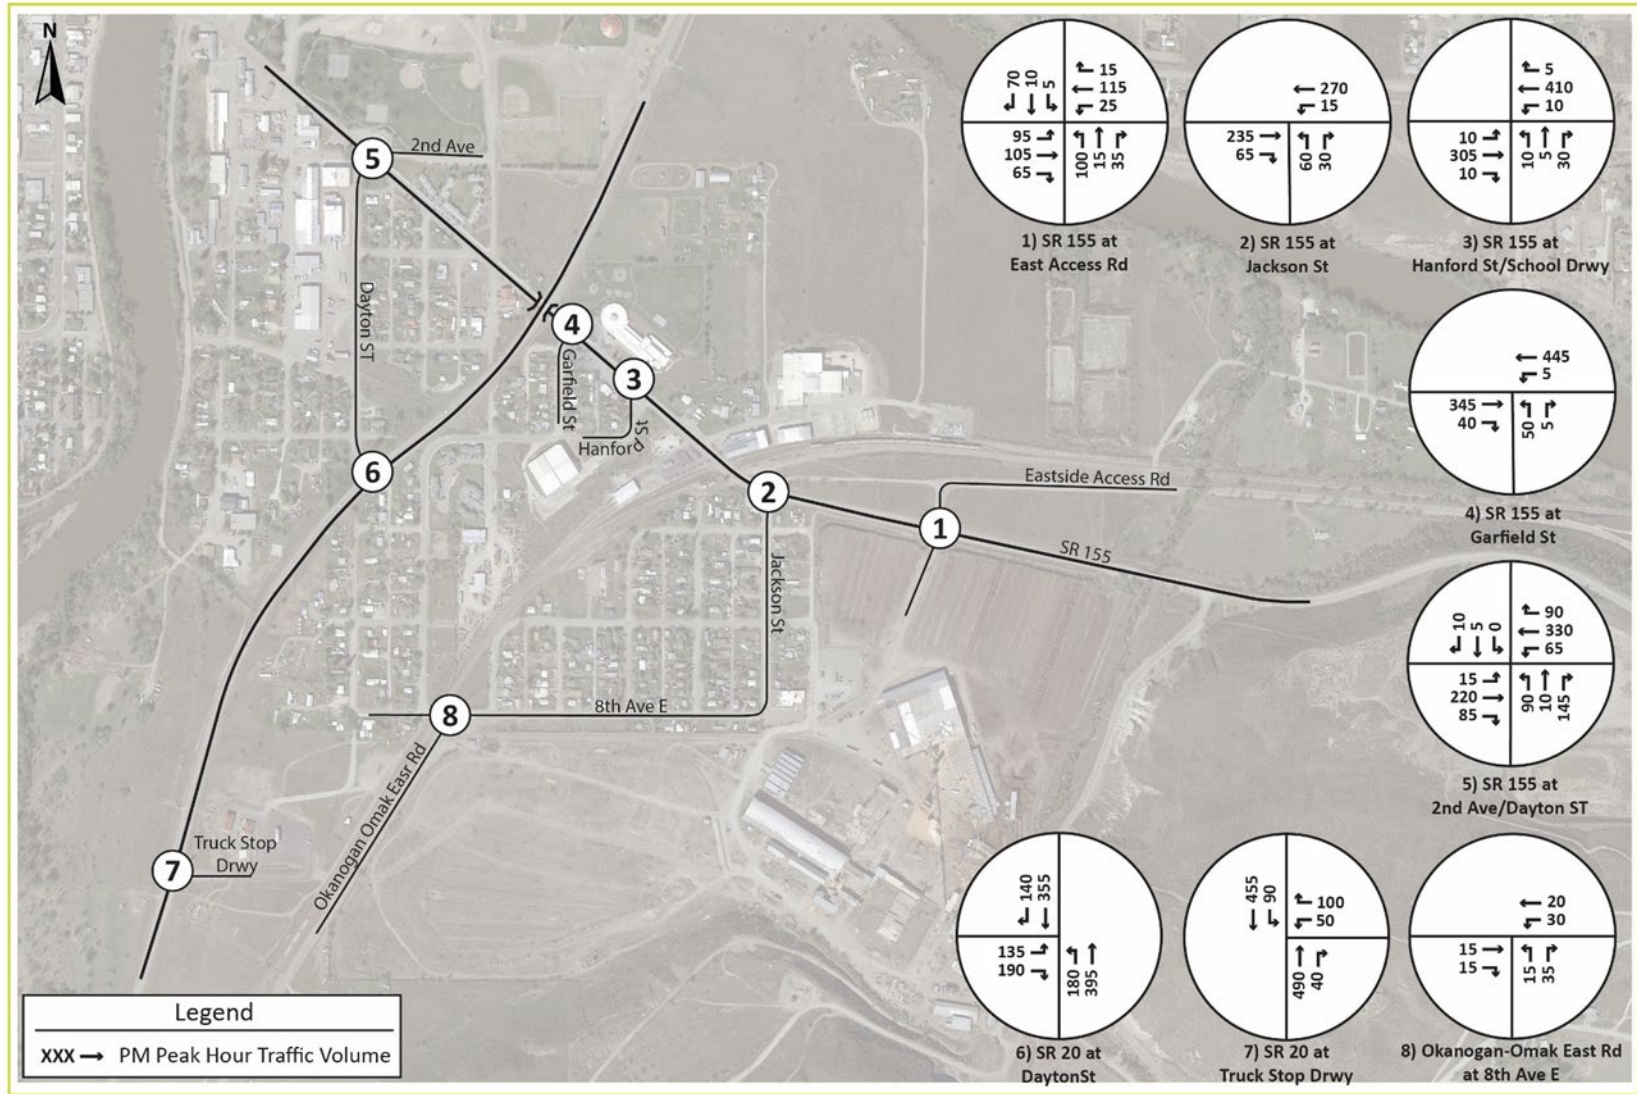 N
2nd Ave
5
Dayton ST
4
Garfield St
3
Hanford St
6
2
Eastside Access Rd
1
SR 155
Jackson St
8th Ave E
8
Okanogan Omak Easr Rd
Truck Stop
Drwy
7
70 10 5
15
115
25
95
105
65
100 15 35
1) SR 155 at
East Access Rd
270
15
235
65
60 30
2) SR 155 at
Jackson St
5
410
10
10
305
10
10 5 30
3) SR 155 at
Hanford St/School Drwy
445
5
345
40
50 5
4) SR 155 at
Garfield St
10 5 0
90
330
65
15
220
85
90 10 145
5) SR 155 at
2nd Ave/Dayton ST
140 355
135
190
180 395
6) SR 20 at
DaytonSt
455 90
100
50
490 40
7) SR 20 at
Truck Stop Drwy
20
30
15
15
15 35
8) Okanogan-Omak East Rd
at 8th Ave E
Legend
XXX → PM Peak Hour Traffic Volume